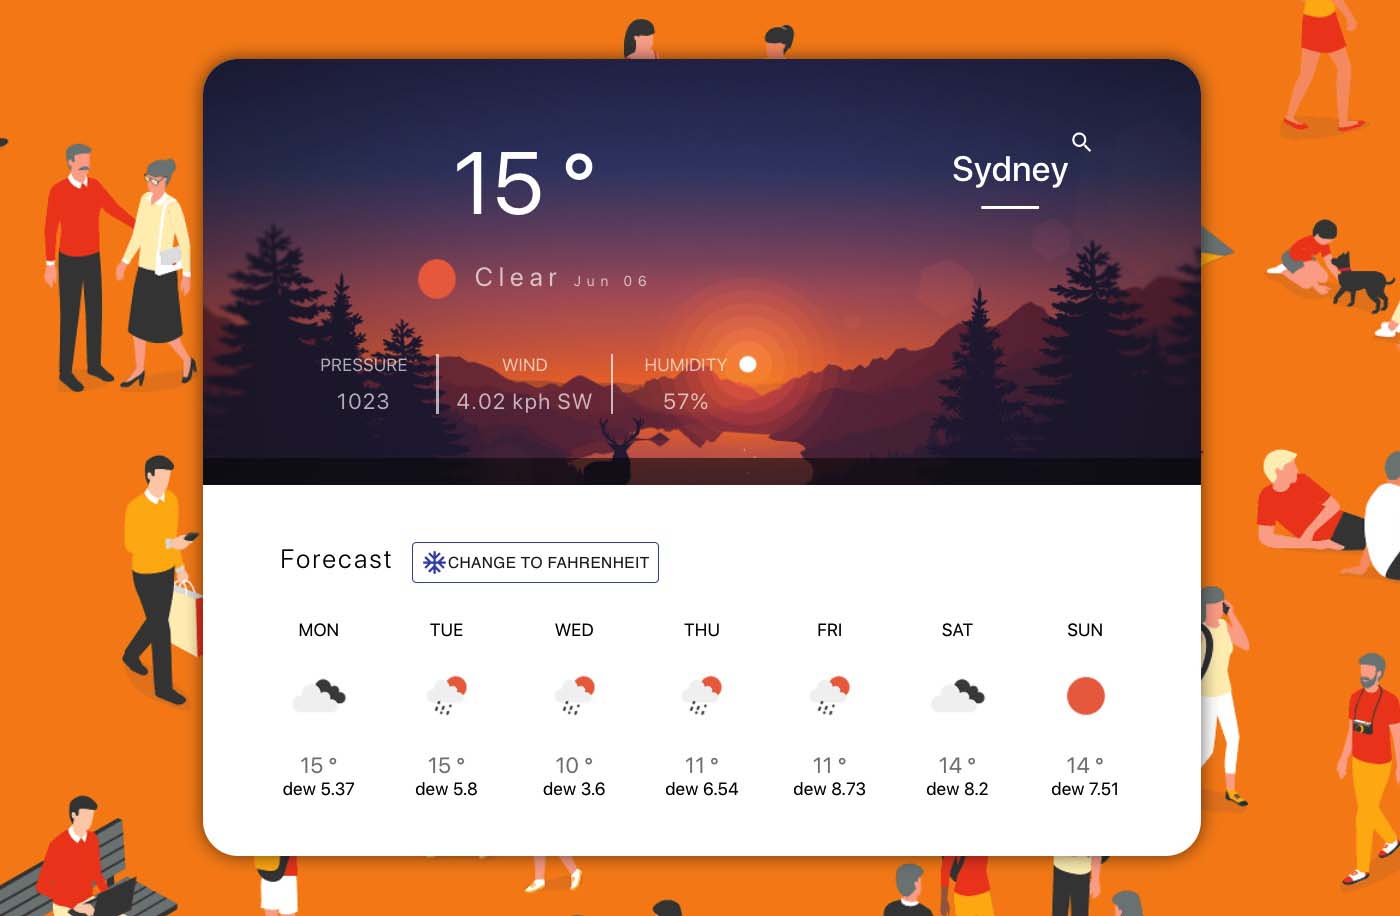 15 °
Sydney
Clear Jun 06
PRESSURE WIND HUMIDITY
1023 4.02 kph SW 57%
Forecast CHANGE TO FAHRENHEIT
MON TUE WED THU FRI SAT SUN
15 ° 15 ° 10 ° 11 ° 11 ° 14 ° 14 °
dew 5.37 dew 5.8 dew 3.6 dew 6.54 dew 8.73 dew 8.2 dew 7.51